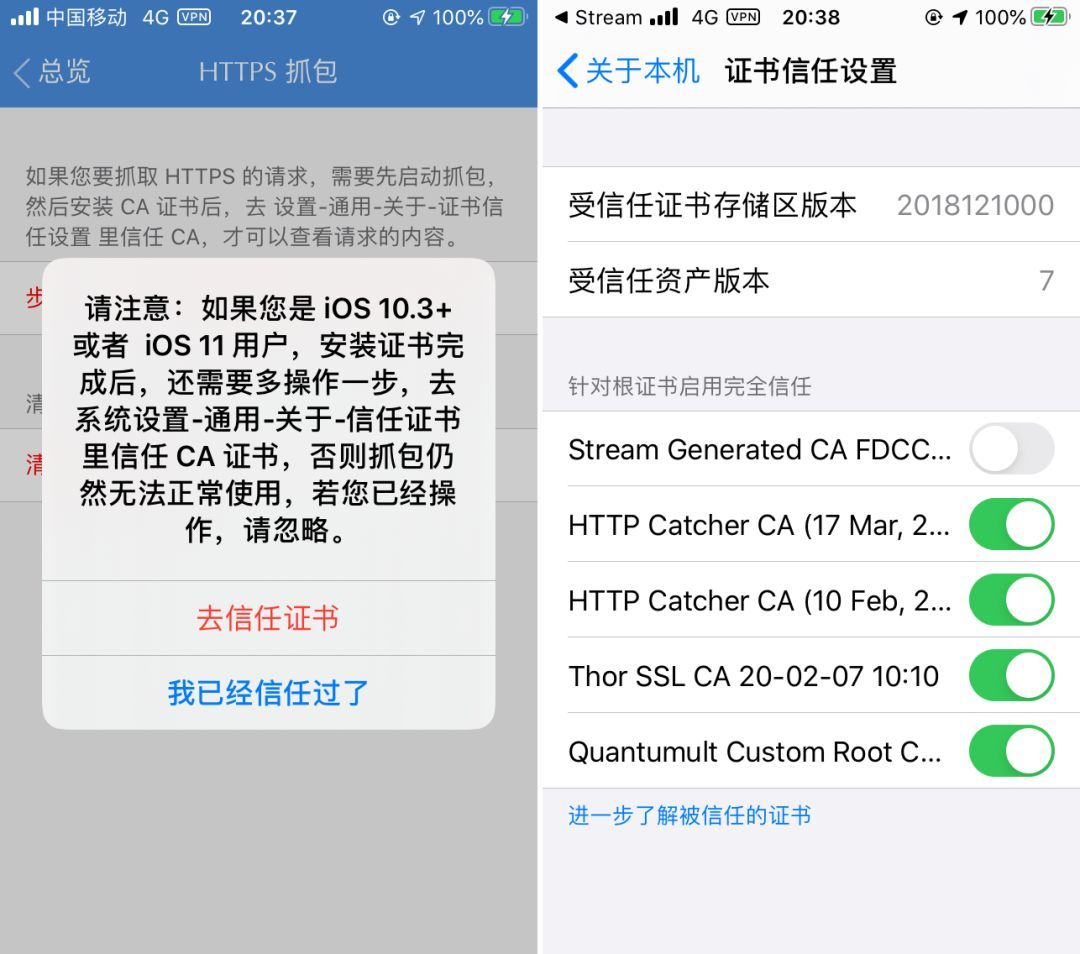 中国移动 4G VPN 20:37 100%
总览 HTTPS 抓包
如果您要抓取 HTTPS 的请求，需要先启动抓包，
然后安装 CA 证书后，去 设置-通用-关于-证书信
任设置 里信任 CA，才可以查看请求的内容。
步
清
清
请注意：如果您是 iOS 10.3+
或者 iOS 11 用户，安装证书完
成后，还需要多操作一步，去
系统设置-通用-关于-信任证书
里信任 CA 证书，否则抓包仍
然无法正常使用，若您已经操
作，请忽略。
去信任证书
我已经信任过了
Stream 4G VPN 20:38 100%
关于本机 证书信任设置
受信任证书存储区版本 2018121000
受信任资产版本 7
针对根证书启用完全信任
Stream Generated CA FDCC...
HTTP Catcher CA (17 Mar, 2...
HTTP Catcher CA (10 Feb, 2...
Thor SSL CA 20-02-07 10:10
Quantumult Custom Root C...
进一步了解被信任的证书